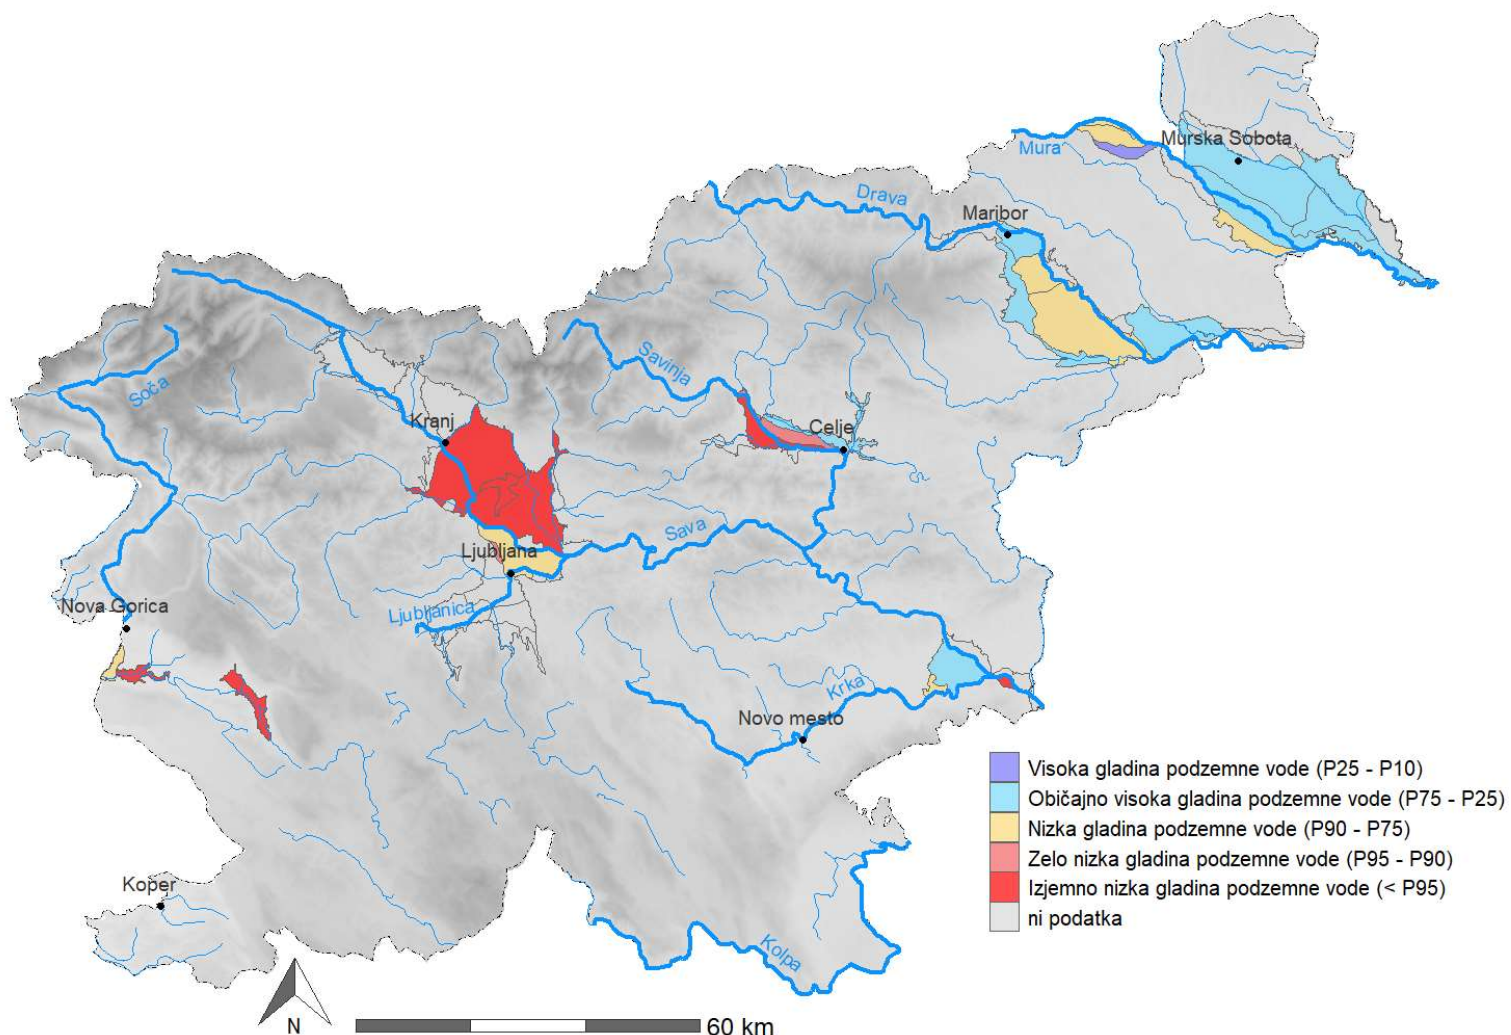 Mura
Murska Sobota
Drava
Maribor
Soča
Savinja
Kranj
Celje
Sava
Ljubljana
Ljubljanica
Nova Gorica
Krka
Novo mesto
Koper
Kolpa
Visoka gladina podzemne vode (P25 - P10)
Običajno visoka gladina podzemne vode (P75 - P25)
Nizka gladina podzemne vode (P90 - P75)
Zelo nizka gladina podzemne vode (P95 - P90)
Izjemno nizka gladina podzemne vode (< P95)
ni podatka
N
60 km